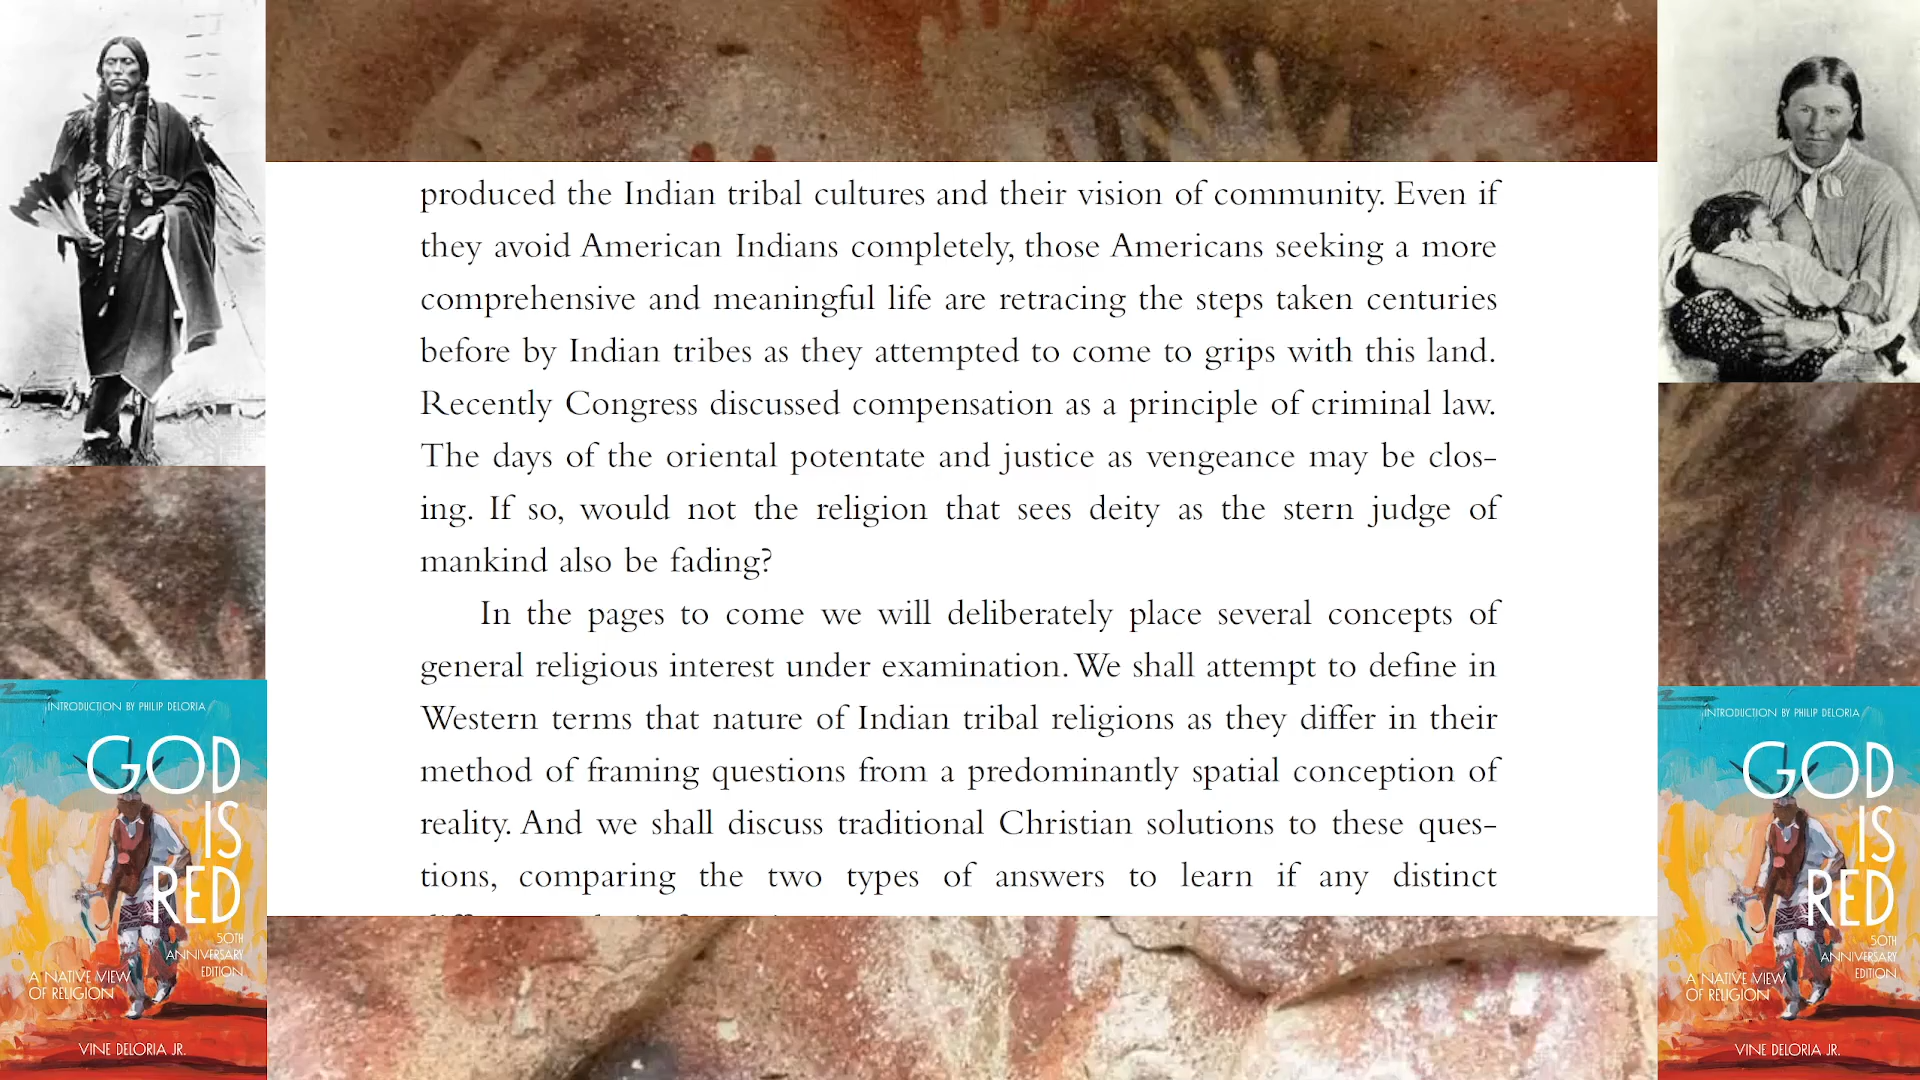 produced the Indian tribal cultures and their vision of community. Even if
they avoid American Indians completely, those Americans seeking a more
comprehensive and meaningful life are retracing the steps taken centuries
before by Indian tribes as they attempted to come to grips with this land.
Recently Congress discussed compensation as a principle of criminal law.
The days of the oriental potentate and justice as vengeance may be clos-
ing. If so, would not the religion that sees deity as the stern judge of
mankind also be fading?
In the pages to come we will deliberately place several concepts of
general religious interest under examination. We shall attempt to define in
Western terms that nature of Indian tribal religions as they differ in their
method of framing questions from a predominantly spatial conception of
reality. And we shall discuss traditional Christian solutions to these ques-
tions, comparing the two types of answers to learn if any distinct
INTRODUCTION BY PHILIP DELORIA
GOD
IS
RED
50TH
ANNIVERSARY
EDITION
A NATIVE VIEW
OF RELIGION
VINE DELORIA JR.
INTRODUCTION BY PHILIP DELORIA
GOD
IS
RED
50TH
ANNIVERSARY
EDITION
A NATIVE VIEW
OF RELIGION
VINE DELORIA JR.